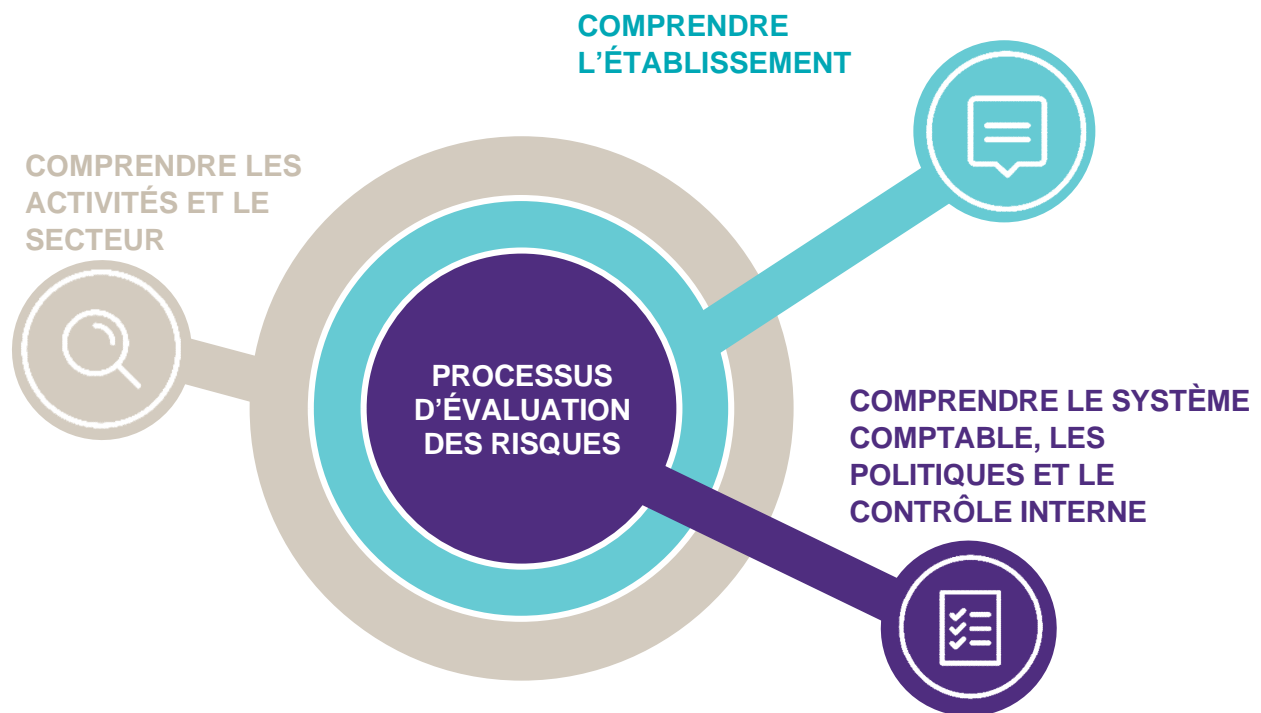 COMPRENDRE
L’ÉTABLISSEMENT
COMPRENDRE LES
ACTIVITÉS ET LE
SECTEUR
PROCESSUS
D’ÉVALUATION
DES RISQUES
COMPRENDRE LE SYSTÈME
COMPTABLE, LES
POLITIQUES ET LE
CONTRÔLE INTERNE